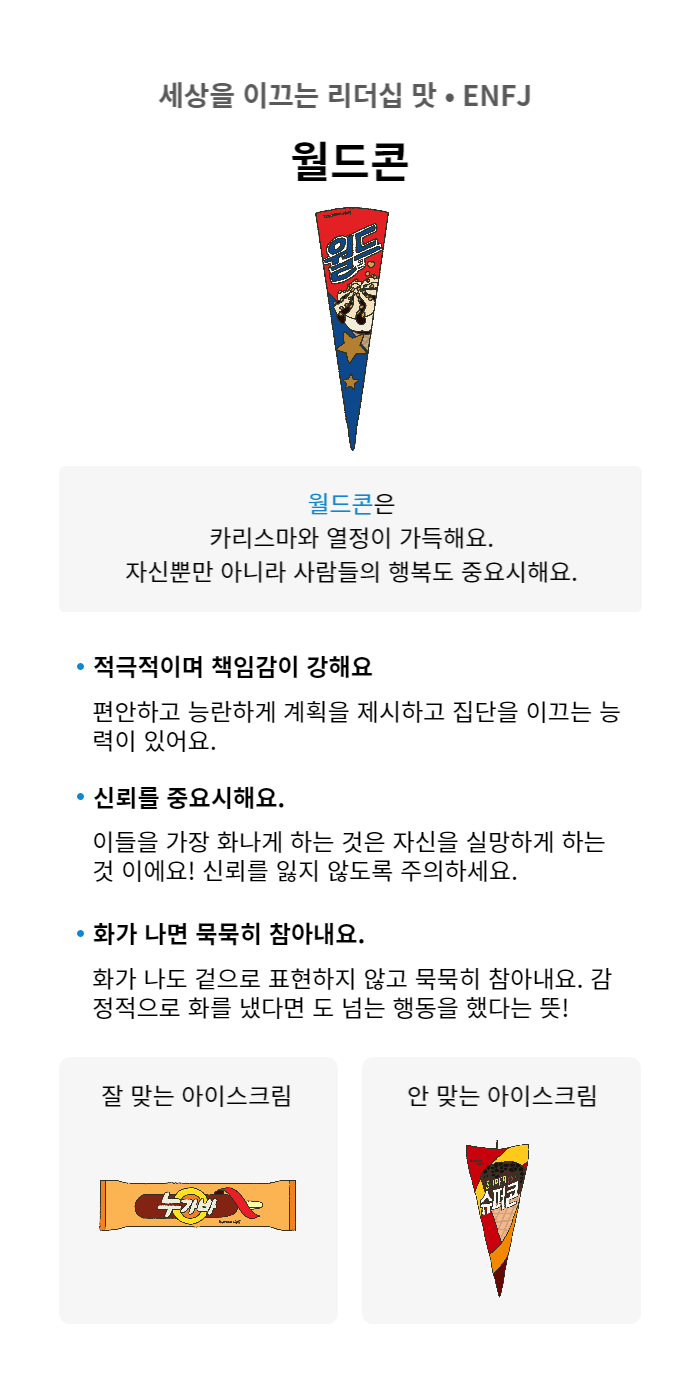 세상을 이끄는 리더십 맛 • ENFJ
월드콘
월드
콘
월드콘은
카리스마와 열정이 가득해요.
자신뿐만 아니라 사람들의 행복도 중요시해요.
• 적극적이며 책임감이 강해요
편안하고 능란하게 계획을 제시하고 집단을 이끄는 능
력이 있어요.
• 신뢰를 중요시해요.
이들을 가장 화나게 하는 것은 자신을 실망하게 하는
것 이에요! 신뢰를 잃지 않도록 주의하세요.
• 화가 나면 묵묵히 참아내요.
화가 나도 겉으로 표현하지 않고 묵묵히 참아내요. 감
정적으로 화를 냈다면 도 넘는 행동을 했다는 뜻!
잘 맞는 아이스크림
누가바
안 맞는 아이스크림
슈퍼콘